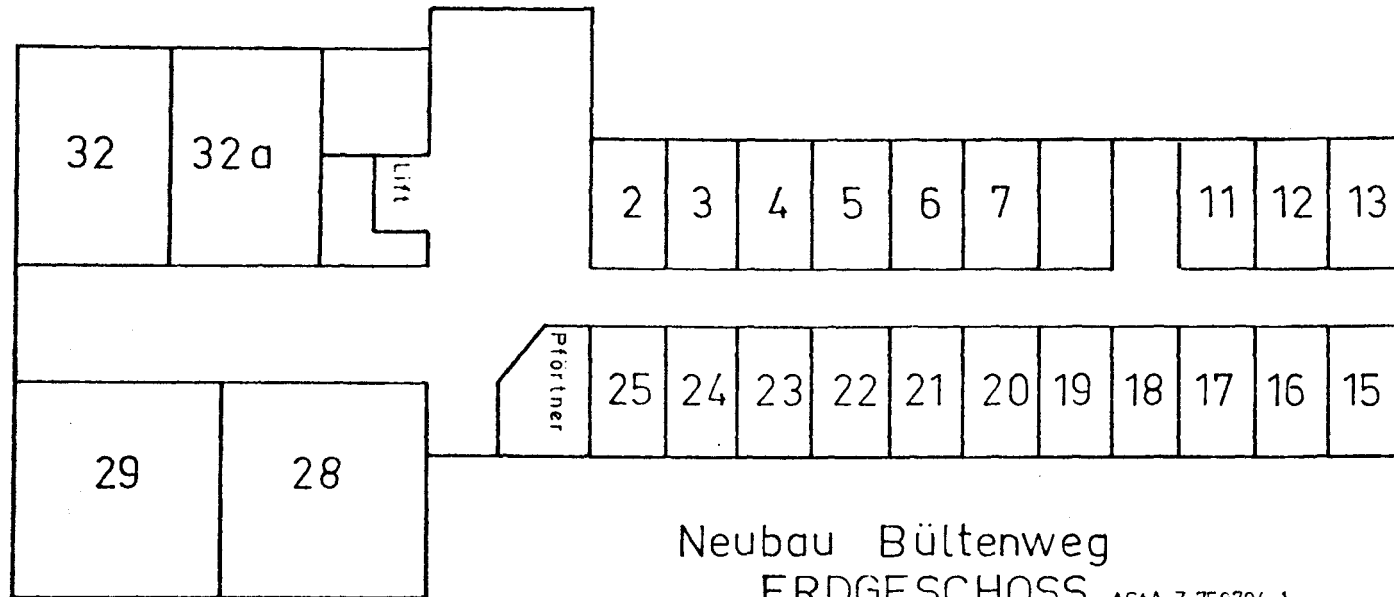 32 32a
Lift
2 3 4 5 6 7 11 12 13
Pförtner
25 24 23 22 21 20 19 18 17 16 15
29 28
Neubau Bültenweg
ERDGESCHOSS